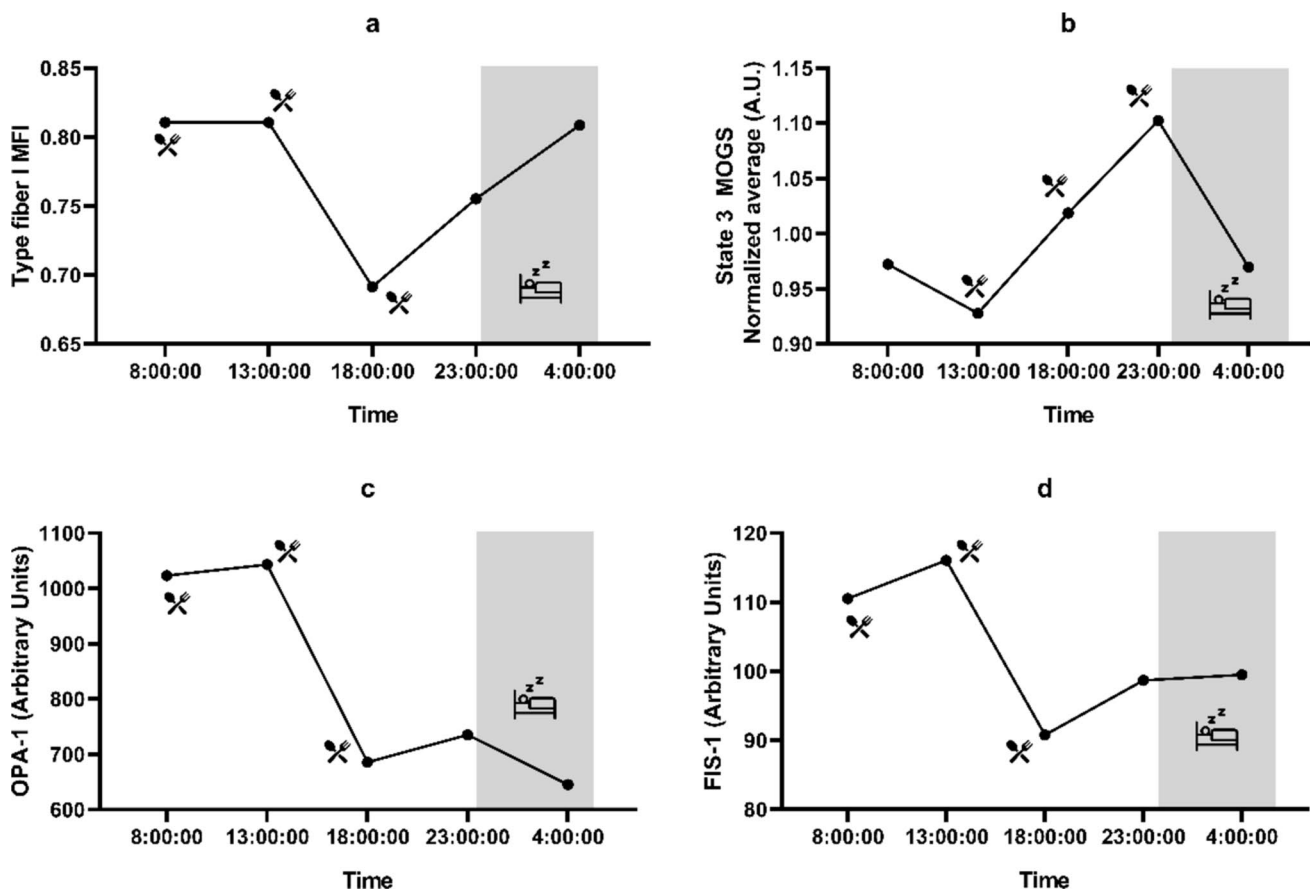 a
Type fiber I MFI
0.85
0.80
0.75
0.70
0.65
z z
8:00:00 13:00:00 18:00:00 23:00:00 4:00:00
Time
b
State 3 MOGS
Normalized average (A.U.)
1.15
1.10
1.05
1.00
0.95
0.90
z z
8:00:00 13:00:00 18:00:00 23:00:00 4:00:00
Time
c
OPA-1 (Arbitrary Units)
1100
1000
900
800
700
600
z z
8:00:00 13:00:00 18:00:00 23:00:00 4:00:00
Time
d
FIS-1 (Arbitrary Units)
120
110
100
90
80
z z
8:00:00 13:00:00 18:00:00 23:00:00 4:00:00
Time